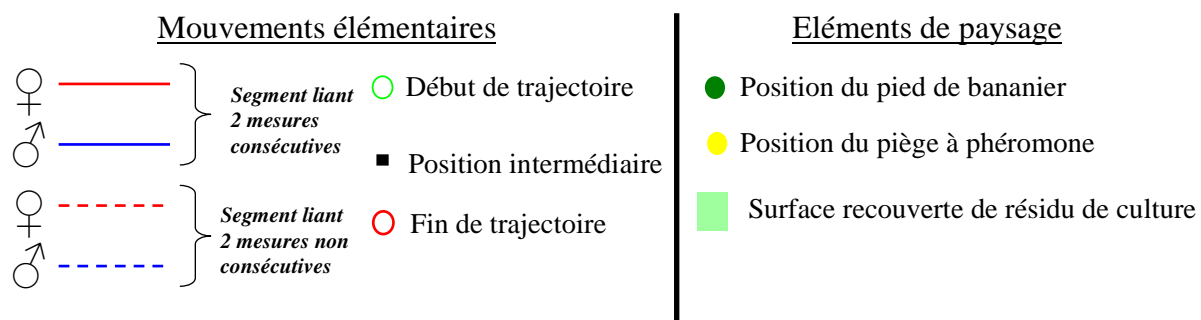 Mouvements élémentaires
Segment liant
2 mesures
consécutives
Segment liant
2 mesures non
consécutives
Début de trajectoire
Position intermédiaire
Fin de trajectoire
Eléments de paysage
Position du pied de bananier
Position du piège à phéromone
Surface recouverte de résidu de culture